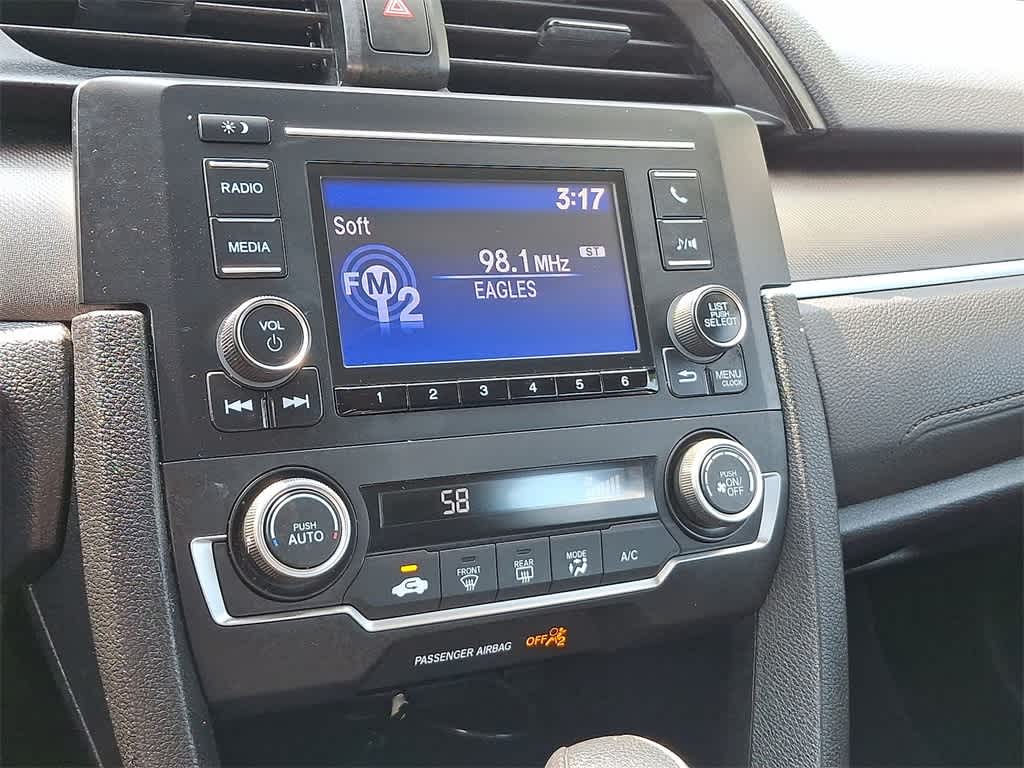 3:17
RADIO
Soft
MEDIA
98.1 MHz ST
FM2
EAGLES
VOL
LIST
PUSH
SELECT
MENU
CLOCK
1 2 3 4 5 6
PUSH
AUTO
58
PUSH
ON/
OFF
FRONT
REAR
MODE
A/C
PASSENGER AIRBAG OFF 2